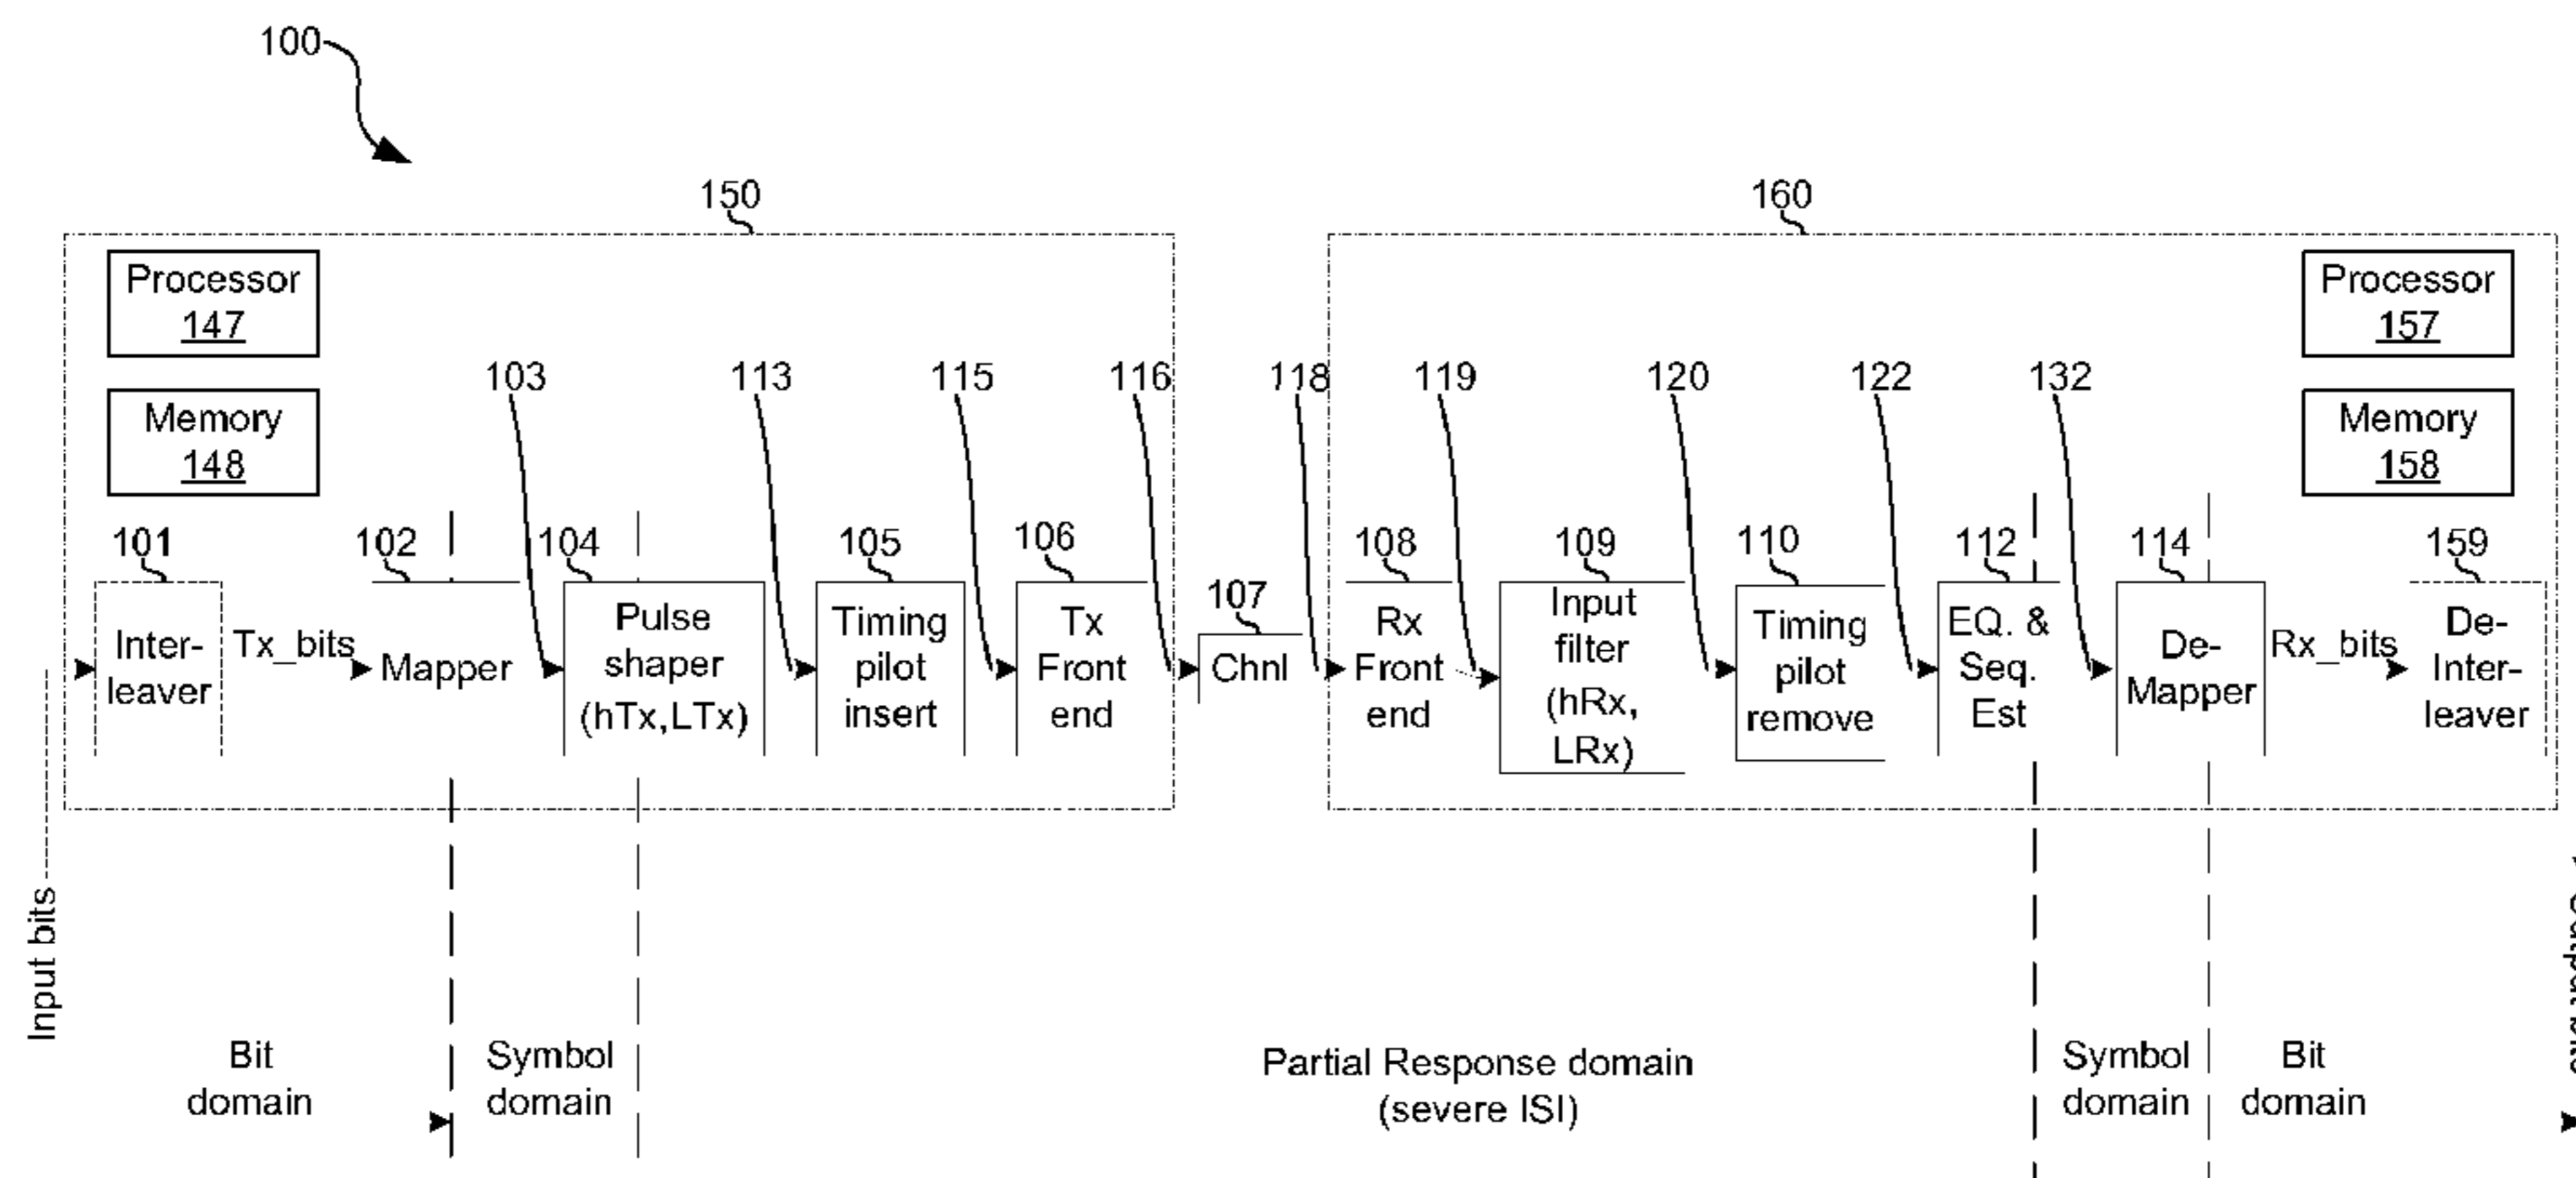 100
150
160
Processor
147
Processor
157
103
113
115
116
118
119
120
122
132
Memory
148
Memory
158
101
102
104
105
106
107
108
109
110
112
114
159
Inter-
leaver
Tx_bits
Mapper
Pulse
shaper
(hTx,LTx)
Timing
pilot
insert
Tx
Front
end
Chnl
Rx
Front
end
Input
filter
(hRx,
LRx)
Timing
pilot
remove
EQ. &
Seq.
Est
De-
Mapper
Rx_bits
De-
Inter-
leaver
Input bits
Bit
domain
Symbol
domain
Partial Response domain
(severe ISI)
Symbol
domain
Bit
domain